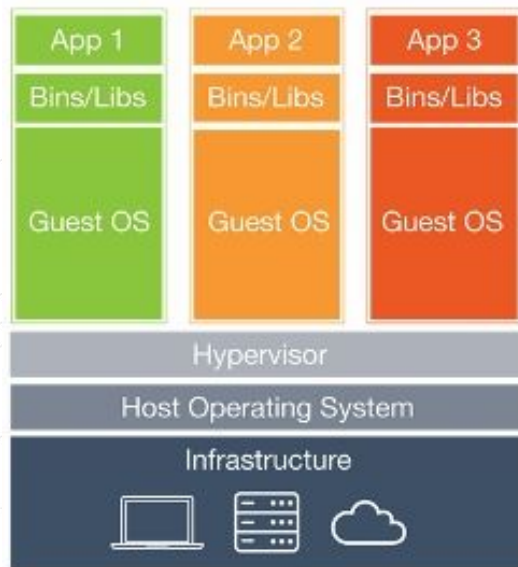 App 1
App 2
App 3
Bins/Libs
Bins/Libs
Bins/Libs
Guest OS
Guest OS
Guest OS
Hypervisor
Host Operating System
Infrastructure